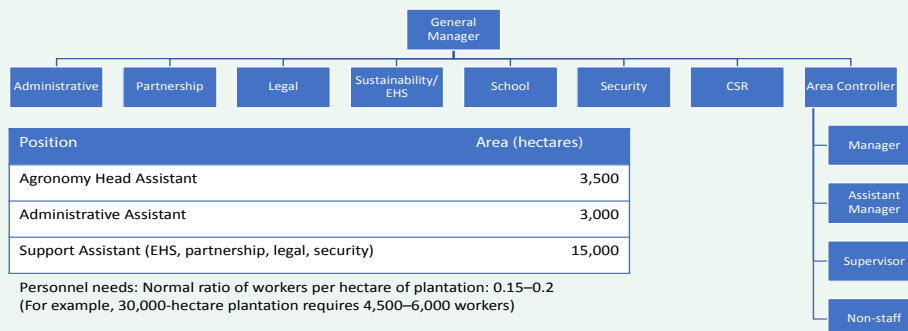 General
Manager
Administrative
Partnership
Legal
Sustainability/
EHS
School
Security
CSR
Area Controller
Manager
Assistant
Manager
Supervisor
Non-staff
Position Area (hectares)
Agronomy Head Assistant 3,500
Administrative Assistant 3,000
Support Assistant (EHS, partnership, legal, security) 15,000
Personnel needs: Normal ratio of workers per hectare of plantation: 0.15–0.2
(For example, 30,000-hectare plantation requires 4,500–6,000 workers)